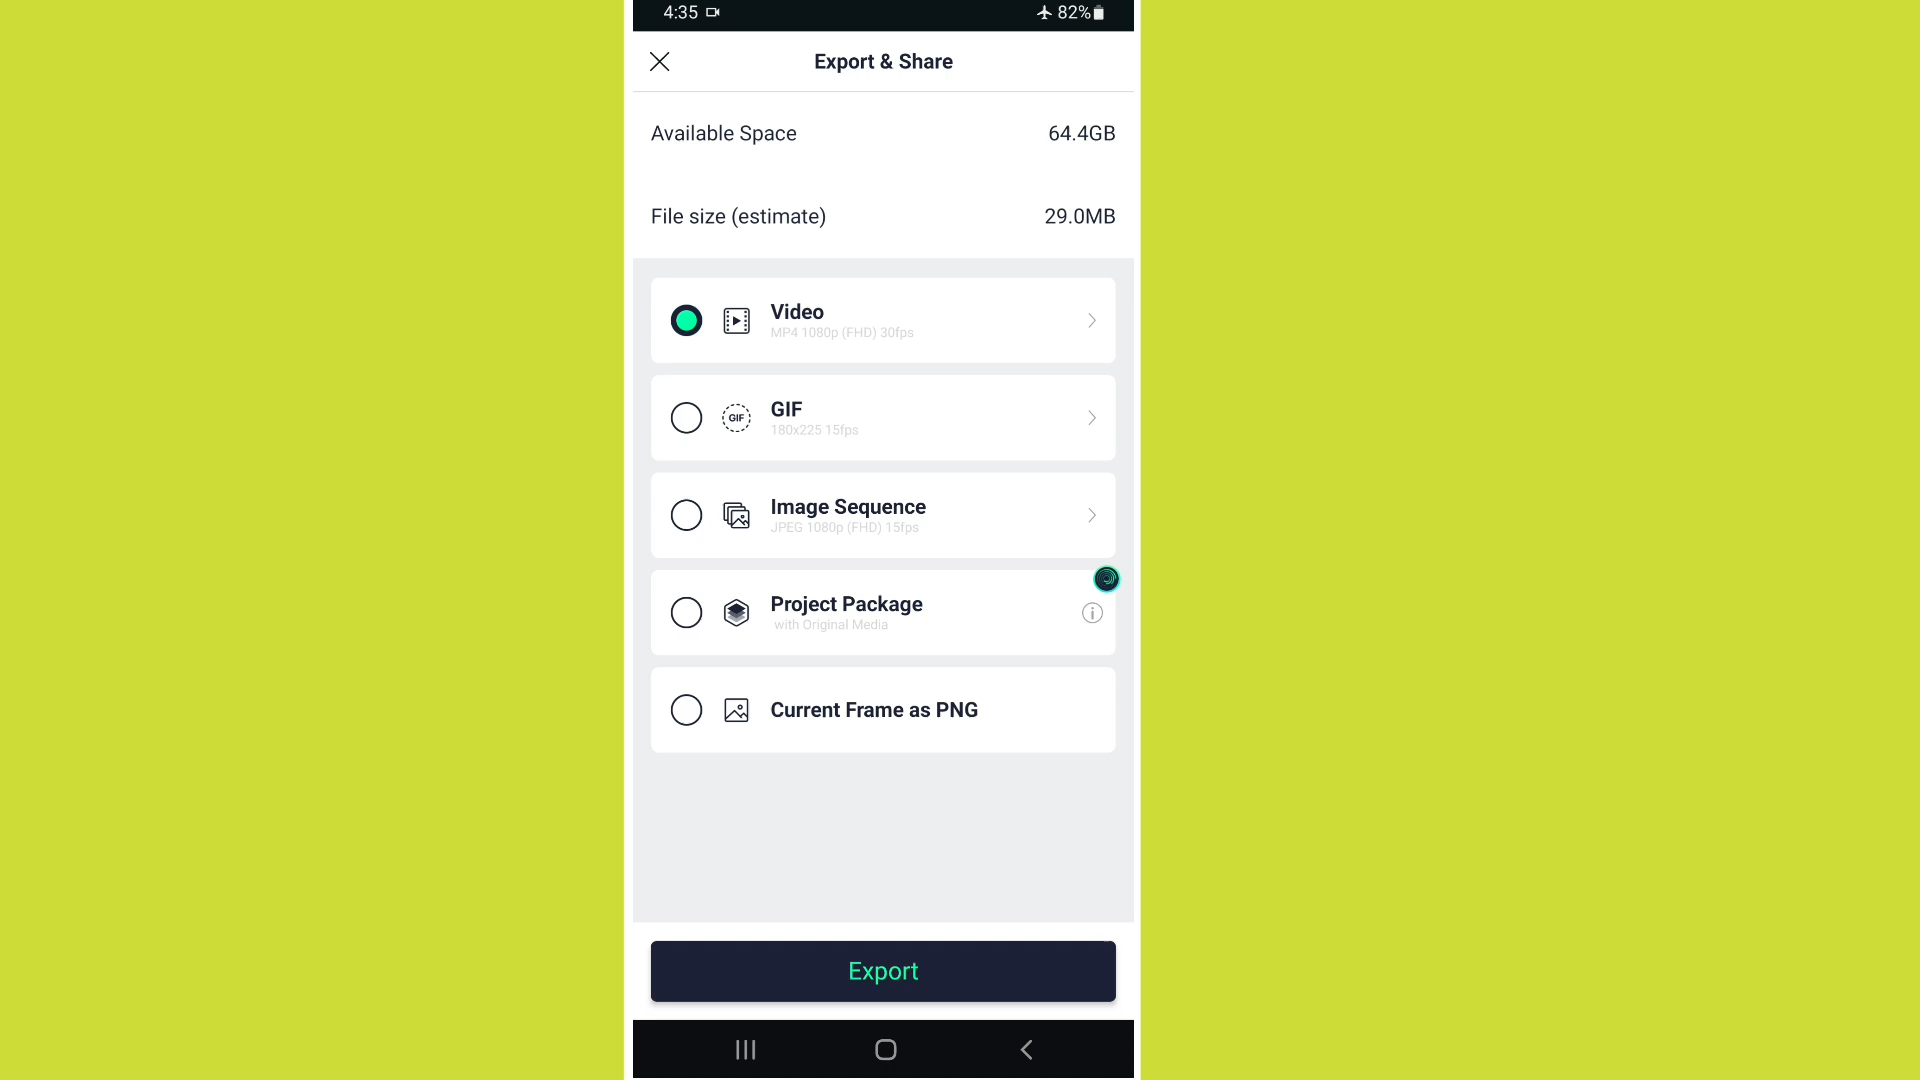 4:35 82%
Export & Share
Available Space 64.4GB
File size (estimate) 29.0MB
Video
MP4 1080p (FHD) 30fps
GIF
GIF
180x225 15fps
Image Sequence
JPEG 1080p (FHD) 15fps
Project Package
with Original Media
Current Frame as PNG
Export